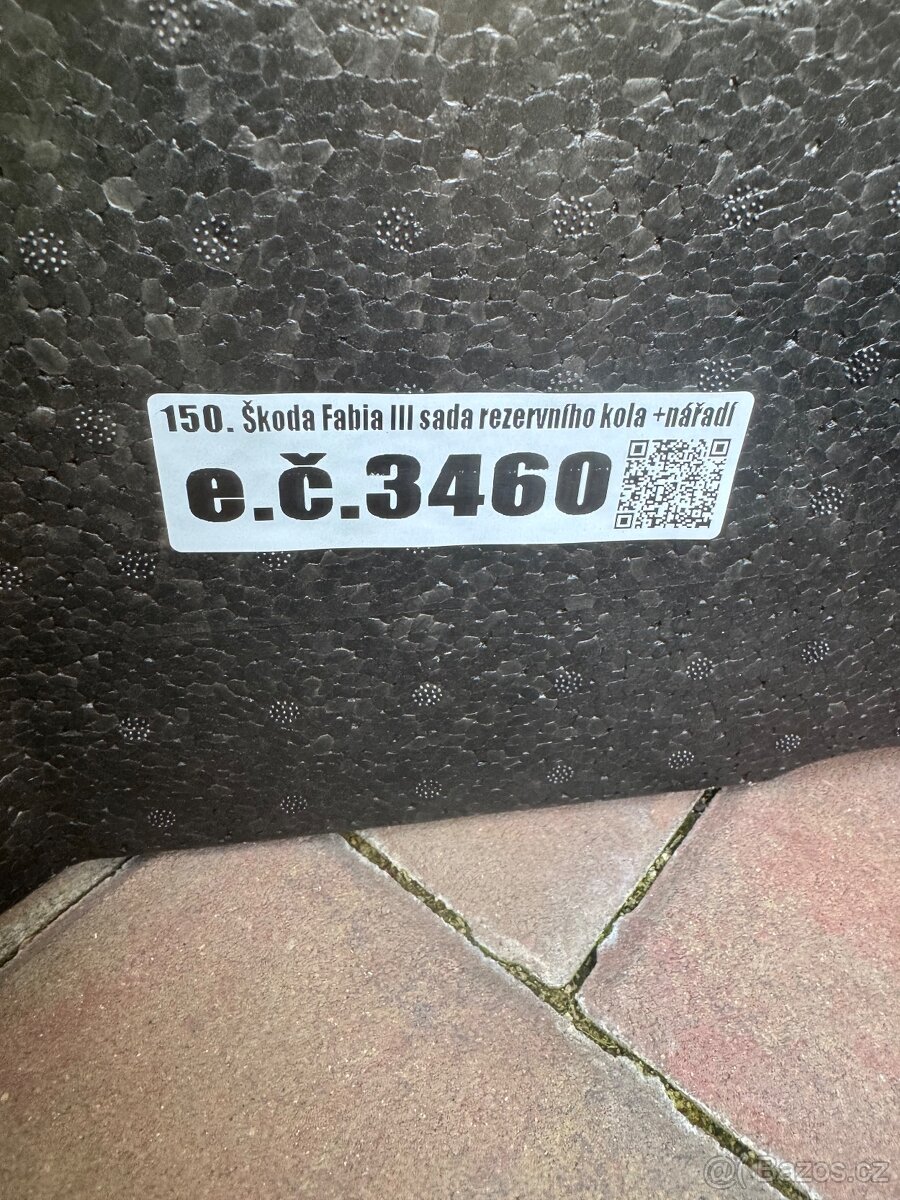 150. Škoda Fabia III sada rezervního kola +nářadí
e.č.3460
@Bazos.cz